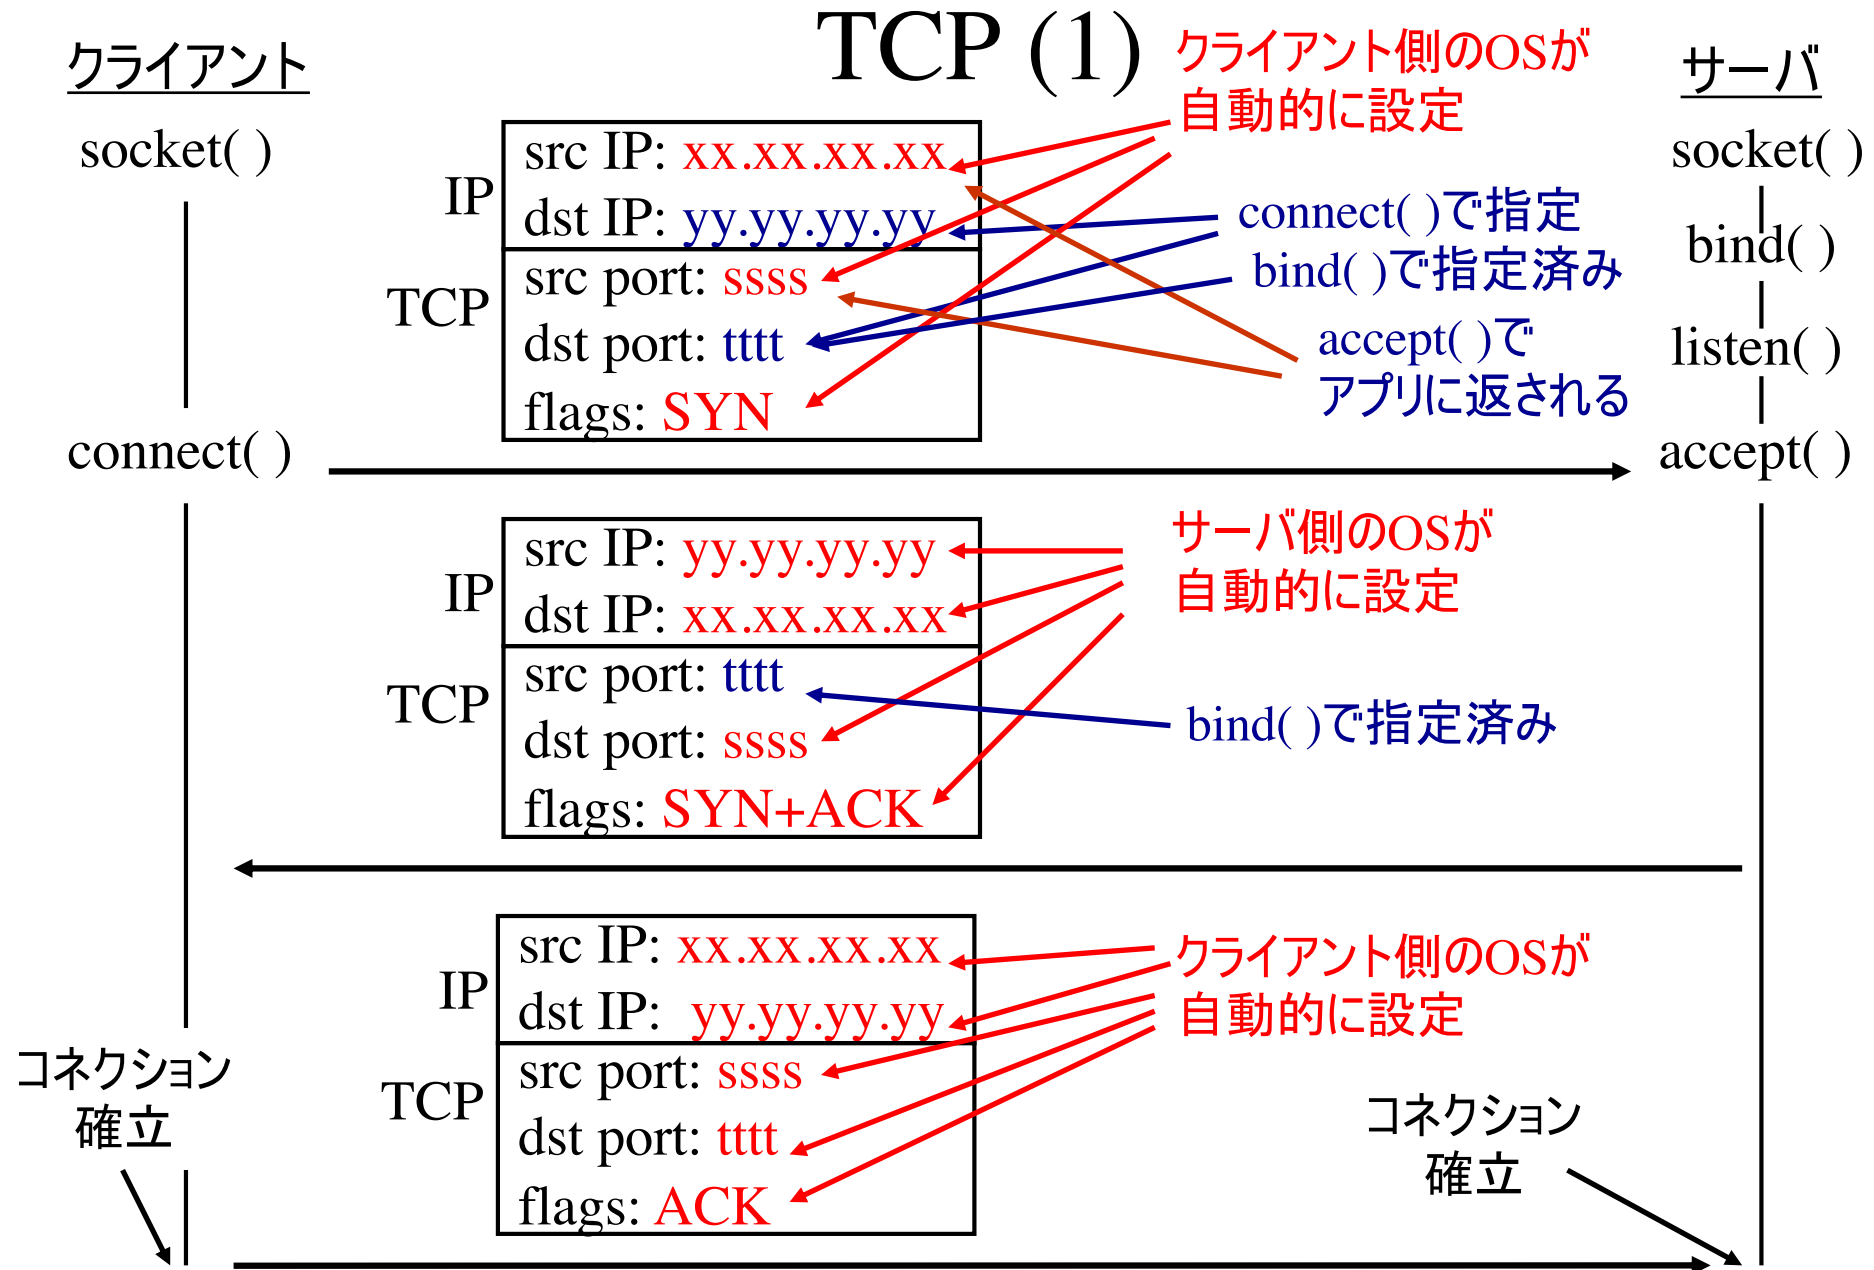 TCP (1)
クライアント
サーバ
クライアント側のOSが
自動的に設定
socket( )
socket( )
IP
src IP: xx.xx.xx.xx
dst IP: yy.yy.yy.yy
connect( )で指定
bind( )
TCP
src port: ssss
bind( )で指定済み
dst port: tttt
accept( )で
アプリに返される
listen( )
flags: SYN
connect( )
accept( )
IP
src IP: yy.yy.yy.yy
サーバ側のOSが
自動的に設定
dst IP: xx.xx.xx.xx
TCP
src port: tttt
bind( )で指定済み
dst port: ssss
flags: SYN+ACK
IP
src IP: xx.xx.xx.xx
クライアント側のOSが
自動的に設定
dst IP: yy.yy.yy.yy
TCP
src port: ssss
dst port: tttt
flags: ACK
コネクション
確立
コネクション
確立